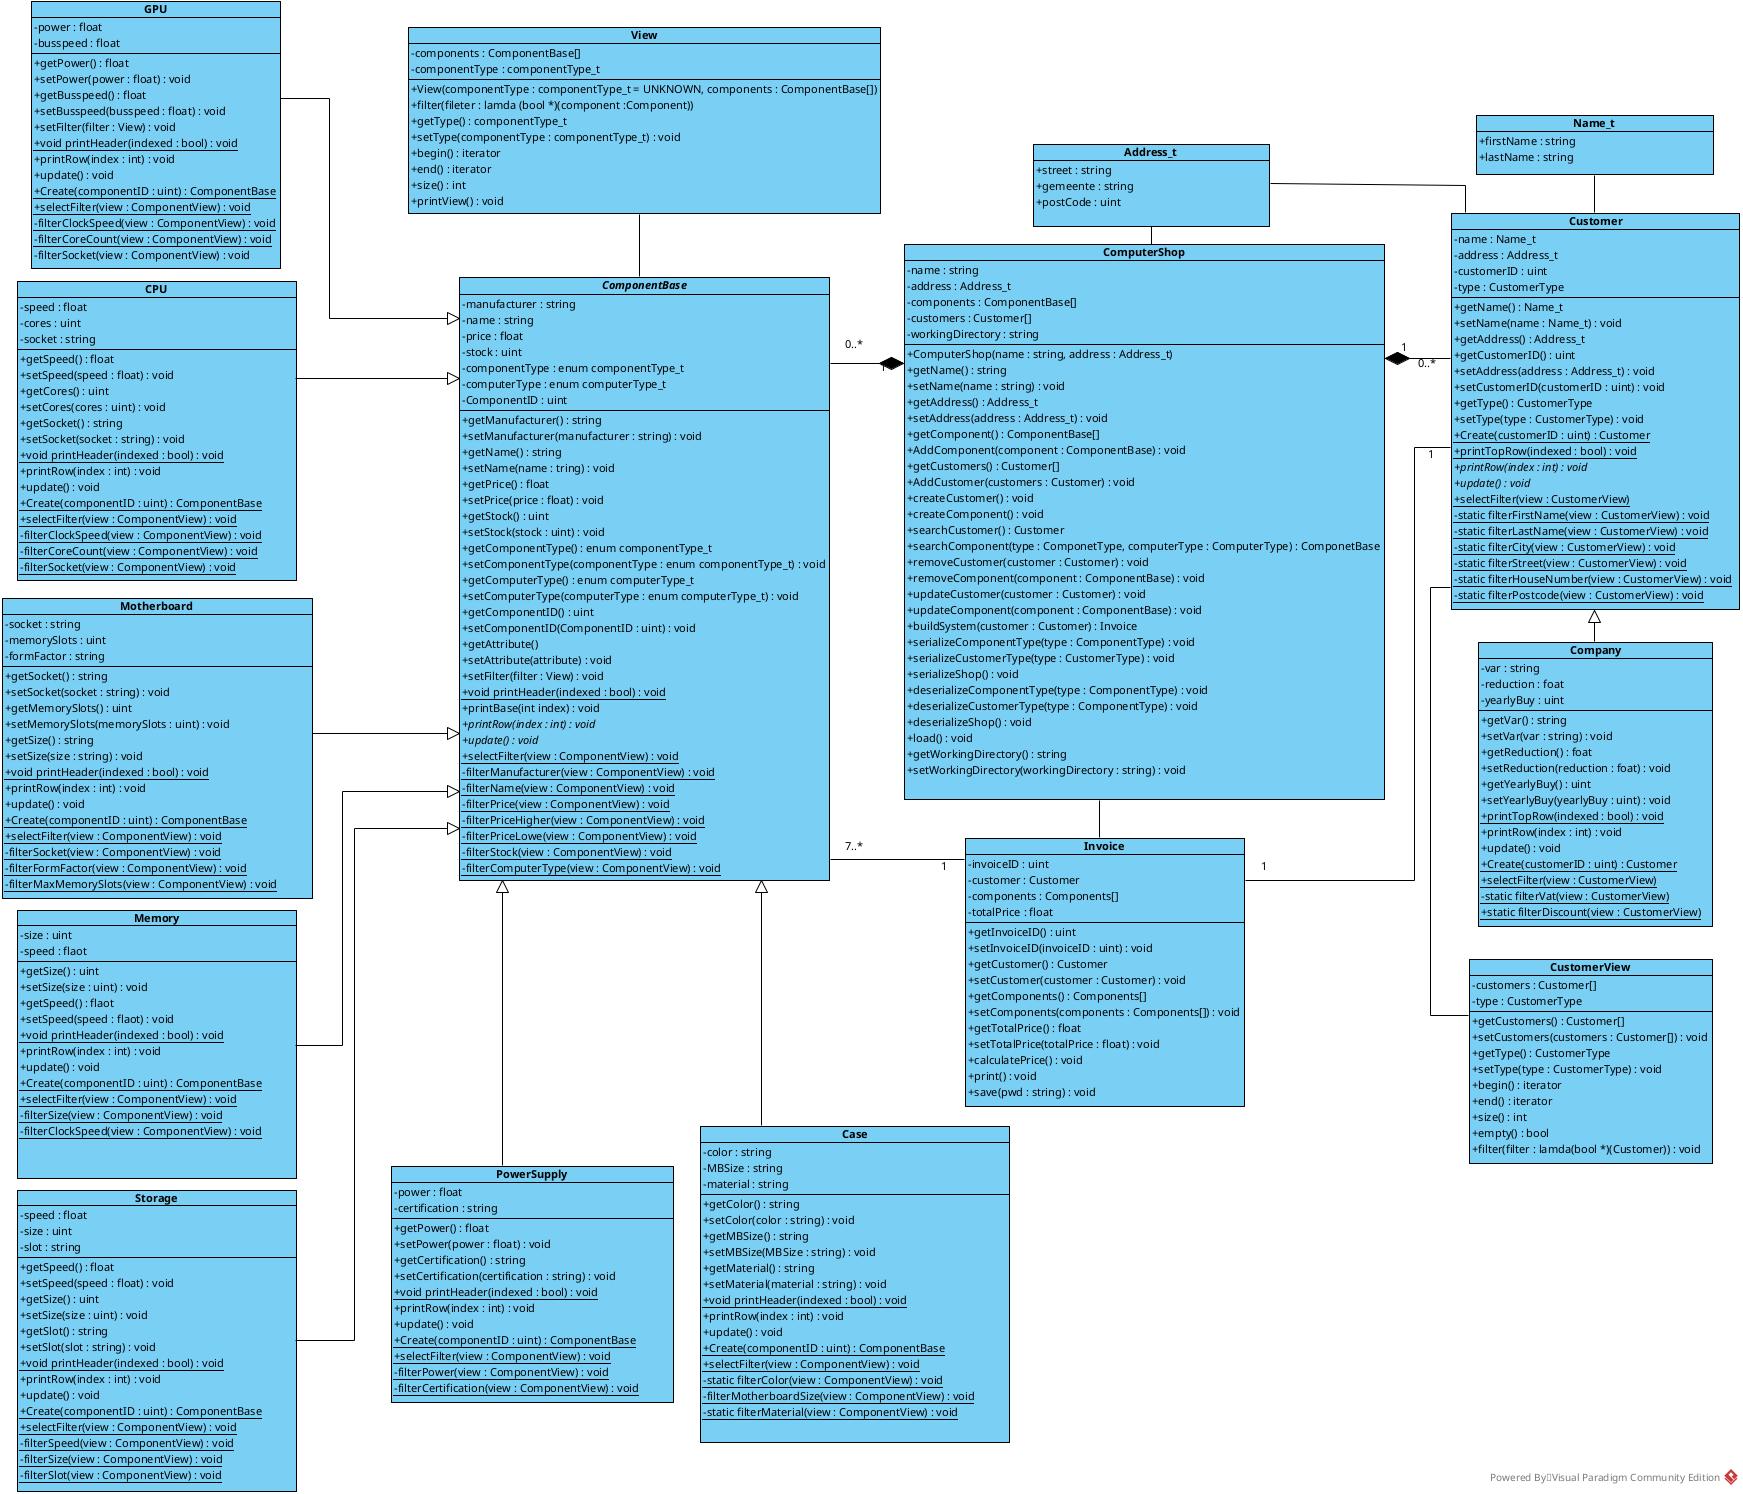 GPU
-power : float
-busspeed : float
+getPower() : float
+setPower(power : float) : void
+getBusspeed() : float
+setBusspeed(busspeed : float) : void
+setFilter(filter : View) : void
+void printHeader(indexed : bool) : void
+printRow(index : int) : void
+update() : void
+Create(componentID : uint) : ComponentBase
+selectFilter(view : ComponentView) : void
-filterClockSpeed(view : ComponentView) : void
-filterCoreCount(view : ComponentView) : void
-filterSocket(view : ComponentView) : void
CPU
-speed : float
-cores : uint
-socket : string
+getSpeed() : float
+setSpeed(speed : float) : void
+getCores() : uint
+setCores(cores : uint) : void
+getSocket() : string
+setSocket(socket : string) : void
+void printHeader(indexed : bool) : void
+printRow(index : int) : void
+update() : void
+Create(componentID : uint) : ComponentBase
+selectFilter(view : ComponentView) : void
-filterClockSpeed(view : ComponentView) : void
-filterCoreCount(view : ComponentView) : void
-filterSocket(view : ComponentView) : void
Motherboard
-socket : string
-memorySlots : uint
-formFactor : string
+getSocket() : string
+setSocket(socket : string) : void
+getMemorySlots() : uint
+setMemorySlots(memorySlots : uint) : void
+getSize() : string
+setSize(size : string) : void
+void printHeader(indexed : bool) : void
+printRow(index : int) : void
+update() : void
+Create(componentID : uint) : ComponentBase
+selectFilter(view : ComponentView) : void
-filterSocket(view : ComponentView) : void
-filterFormFactor(view : ComponentView) : void
-filterMaxMemorySlots(view : ComponentView) : void
Memory
-size : uint
-speed : flaot
+getSize() : uint
+setSize(size : uint) : void
+getSpeed() : flaot
+setSpeed(speed : flaot) : void
+void printHeader(indexed : bool) : void
+printRow(index : int) : void
+update() : void
+Create(componentID : uint) : ComponentBase
+selectFilter(view : ComponentView) : void
-filterSize(view : ComponentView) : void
-filterClockSpeed(view : ComponentView) : void
Storage
-speed : float
-size : uint
-slot : string
+getSpeed() : float
+setSpeed(speed : float) : void
+getSize() : uint
+setSize(size : uint) : void
+getSlot() : string
+setSlot(slot : string) : void
+void printHeader(indexed : bool) : void
+printRow(index : int) : void
+update() : void
+Create(componentID : uint) : ComponentBase
+selectFilter(view : ComponentView) : void
-filterSpeed(view : ComponentView) : void
-filterSize(view : ComponentView) : void
-filterSlot(view : ComponentView) : void
View
-components : ComponentBase[]
-componentType : componentType_t
+View(componentType : componentType_t = UNKNOWN, components : ComponentBase[])
+filter(fileter : lamda (bool *)(component :Component))
+getType() : componentType_t
+setType(componentType : componentType_t) : void
+begin() : iterator
+end() : iterator
+size() : int
+printView() : void
ComponentBase
-manufacturer : string
-name : string
-price : float
-stock : uint
-componentType : enum componentType_t
-computerType : enum computerType_t
-ComponentID : uint
+getManufacturer() : string
+setManufacturer(manufacturer : string) : void
+getName() : string
+setName(name : tring) : void
+getPrice() : float
+setPrice(price : float) : void
+getStock() : uint
+setStock(stock : uint) : void
+getComponentType() : enum componentType_t
+setComponentType(componentType : enum componentType_t) : void
+getComputerType() : enum computerType_t
+setComputerType(computerType : enum computerType_t) : void
+getComponentID() : uint
+setComponentID(ComponentID : uint) : void
+getAttribute()
+setAttribute(attribute) : void
+setFilter(filter : View) : void
+void printHeader(indexed : bool) : void
+printBase(int index) : void
+printRow(index : int) : void
+update() : void
+selectFilter(view : ComponentView) : void
-filterManufacturer(view : ComponentView) : void
-filterName(view : ComponentView) : void
-filterPrice(view : ComponentView) : void
-filterPriceHigher(view : ComponentView) : void
-filterPriceLowe(view : ComponentView) : void
-filterStock(view : ComponentView) : void
-filterComputerType(view : ComponentView) : void
PowerSupply
-power : float
-certification : string
+getPower() : float
+setPower(power : float) : void
+getCertification() : string
+setCertification(certification : string) : void
+void printHeader(indexed : bool) : void
+printRow(index : int) : void
+update() : void
+Create(componentID : uint) : ComponentBase
+selectFilter(view : ComponentView) : void
-filterPower(view : ComponentView) : void
-filterCertification(view : ComponentView) : void
Case
-color : string
-MBSize : string
-material : string
+getColor() : string
+setColor(color : string) : void
+getMBSize() : string
+setMBSize(MBSize : string) : void
+getMaterial() : string
+setMaterial(material : string) : void
+void printHeader(indexed : bool) : void
+printRow(index : int) : void
+update() : void
+Create(componentID : uint) : ComponentBase
+selectFilter(view : ComponentView) : void
-static filterColor(view : ComponentView) : void
-filterMotherboardSize(view : ComponentView) : void
-static filterMaterial(view : ComponentView) : void
0..*
1
7..*
1
Address_t
+street : string
+gemeente : string
+postCode : uint
ComputerShop
-name : string
-address : Address_t
-components : ComponentBase[]
-customers : Customer[]
-workingDirectory : string
+ComputerShop(name : string, address : Address_t)
+getName() : string
+setName(name : string) : void
+getAddress() : Address_t
+setAddress(address : Address_t) : void
+getComponent() : ComponentBase[]
+AddComponent(component : ComponentBase) : void
+getCustomers() : Customer[]
+AddCustomer(customers : Customer) : void
+createCustomer() : void
+createComponent() : void
+searchCustomer() : Customer
+searchComponent(type : ComponetType, computerType : ComputerType) : ComponetBase
+removeCustomer(customer : Customer) : void
+removeComponent(component : ComponentBase) : void
+updateCustomer(customer : Customer) : void
+updateComponent(component : ComponentBase) : void
+buildSystem(customer : Customer) : Invoice
+serializeComponentType(type : ComponentType) : void
+serializeCustomerType(type : CustomerType) : void
+serializeShop() : void
+deserializeComponentType(type : ComponentType) : void
+deserializeCustomerType(type : ComponentType) : void
+deserializeShop() : void
+load() : void
+getWorkingDirectory() : string
+setWorkingDirectory(workingDirectory : string) : void
Invoice
-invoiceID : uint
-customer : Customer
-components : Components[]
-totalPrice : float
+getInvoiceID() : uint
+setInvoiceID(invoiceID : uint) : void
+getCustomer() : Customer
+setCustomer(customer : Customer) : void
+getComponents() : Components[]
+setComponents(components : Components[]) : void
+getTotalPrice() : float
+setTotalPrice(totalPrice : float) : void
+calculatePrice() : void
+print() : void
+save(pwd : string) : void
1
0..*
1
1
Name_t
+firstName : string
+lastName : string
Customer
-name : Name_t
-address : Address_t
-customerID : uint
-type : CustomerType
+getName() : Name_t
+setName(name : Name_t) : void
+getAddress() : Address_t
+getCustomerID() : uint
+setAddress(address : Address_t) : void
+setCustomerID(customerID : uint) : void
+getType() : CustomerType
+setType(type : CustomerType) : void
+Create(customerID : uint) : Customer
+printTopRow(indexed : bool) : void
+printRow(index : int) : void
+update() : void
+selectFilter(view : CustomerView)
-static filterFirstName(view : CustomerView) : void
-static filterLastName(view : CustomerView) : void
-static filterCity(view : CustomerView) : void
-static filterStreet(view : CustomerView) : void
-static filterHouseNumber(view : CustomerView) : void
-static filterPostcode(view : CustomerView) : void
Company
-var : string
-reduction : foat
-yearlyBuy : uint
+getVar() : string
+setVar(var : string) : void
+getReduction() : foat
+setReduction(reduction : foat) : void
+getYearlyBuy() : uint
+setYearlyBuy(yearlyBuy : uint) : void
+printTopRow(indexed : bool) : void
+printRow(index : int) : void
+update() : void
+Create(customerID : uint) : Customer
+selectFilter(view : CustomerView)
-static filterVat(view : CustomerView)
+static filterDiscount(view : CustomerView)
CustomerView
-customers : Customer[]
-type : CustomerType
+getCustomers() : Customer[]
+setCustomers(customers : Customer[]) : void
+getType() : CustomerType
+setType(type : CustomerType) : void
+begin() : iterator
+end() : iterator
+size() : int
+empty() : bool
+filter(filter : lamda(bool *)(Customer)) : void
Powered By Visual Paradigm Community Edition